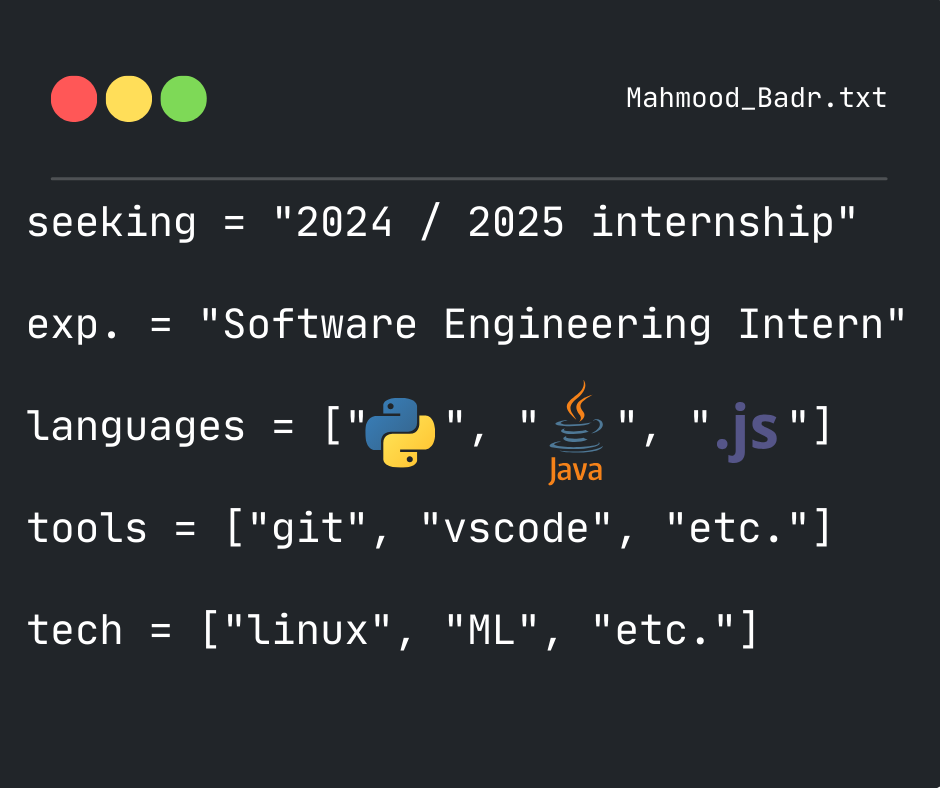 Mahmood_Badr.txt
seeking = "2024 / 2025 internship"
exp. = "Software Engineering Intern"
languages = ["", "Java", ".js"]
tools = ["git", "vscode", "etc."]
tech = ["linux", "ML", "etc."]